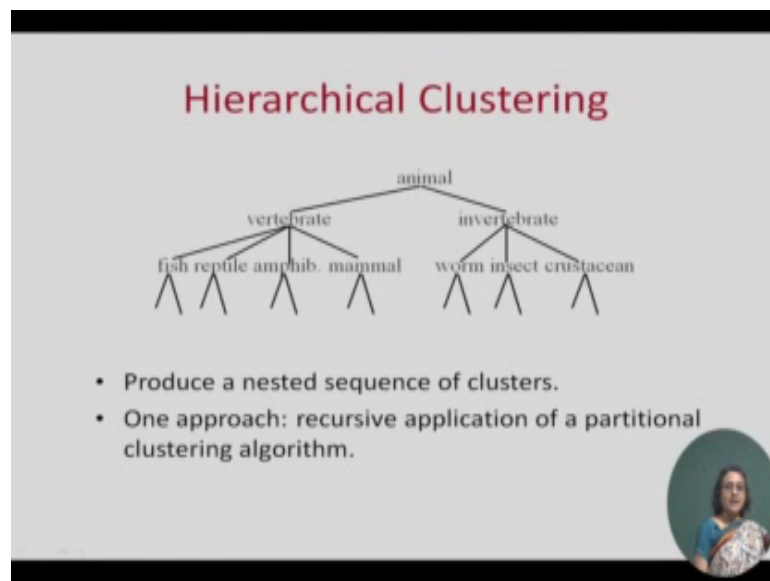 Hierarchical Clustering
animal
vertebrate invertebrate
fish reptile amphib. mammal worm insect crustacean
• Produce a nested sequence of clusters.
• One approach: recursive application of a partitional
clustering algorithm.